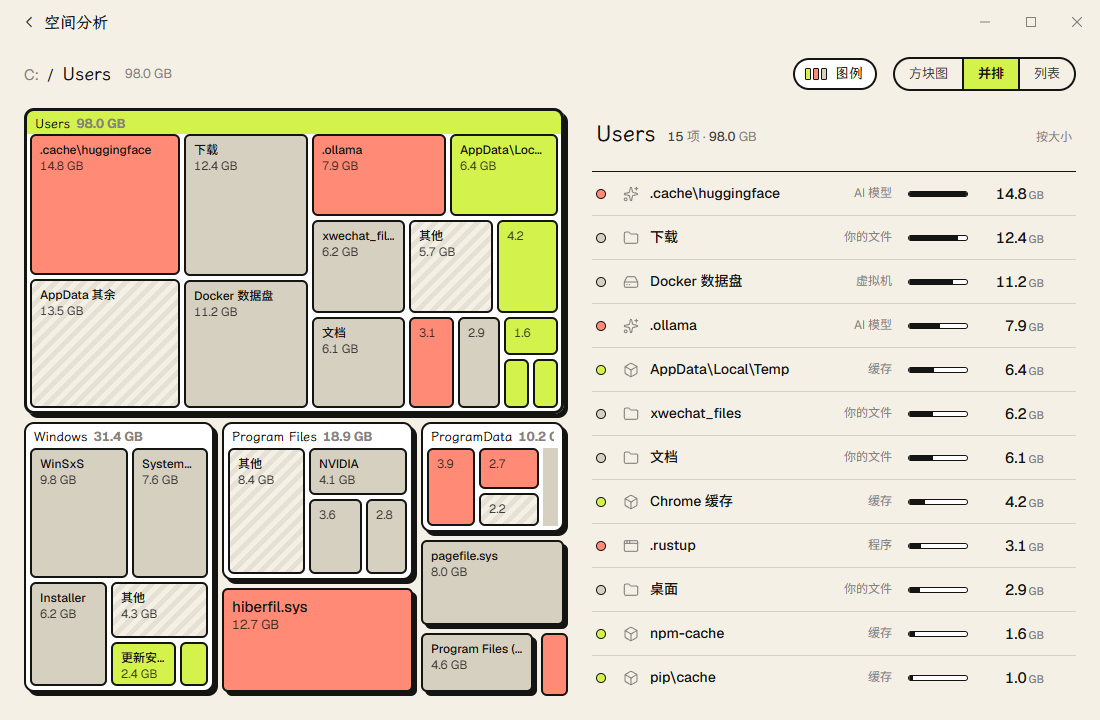 空间分析
C: / Users 98.0 GB
图例
方块图 并排 列表
Users 98.0 GB
.cache\huggingface
14.8 GB
下载
12.4 GB
.ollama
7.9 GB
AppData\Loc...
6.4 GB
xwechat_fil...
6.2 GB
其他
5.7 GB
4.2
AppData 其余
13.5 GB
Docker 数据盘
11.2 GB
文档
6.1 GB
3.1
2.9
1.6
Windows 31.4 GB
WinSxS
9.8 GB
System...
7.6 GB
Installer
6.2 GB
其他
4.3 GB
更新安...
2.4 GB
Program Files 18.9 GB
其他
8.4 GB
NVIDIA
4.1 GB
3.6
2.8
hiberfil.sys
12.7 GB
ProgramData 10.2
3.9
2.7
2.2
pagefile.sys
8.0 GB
Program Files (...
4.6 GB
Users 15 项 · 98.0 GB 按大小
.cache\huggingface AI 模型 14.8 GB
下载 你的文件 12.4 GB
Docker 数据盘 虚拟机 11.2 GB
.ollama AI 模型 7.9 GB
AppData\Local\Temp 缓存 6.4 GB
xwechat_files 你的文件 6.2 GB
文档 你的文件 6.1 GB
Chrome 缓存 缓存 4.2 GB
.rustup 程序 3.1 GB
桌面 你的文件 2.9 GB
npm-cache 缓存 1.6 GB
pip\cache 缓存 1.0 GB